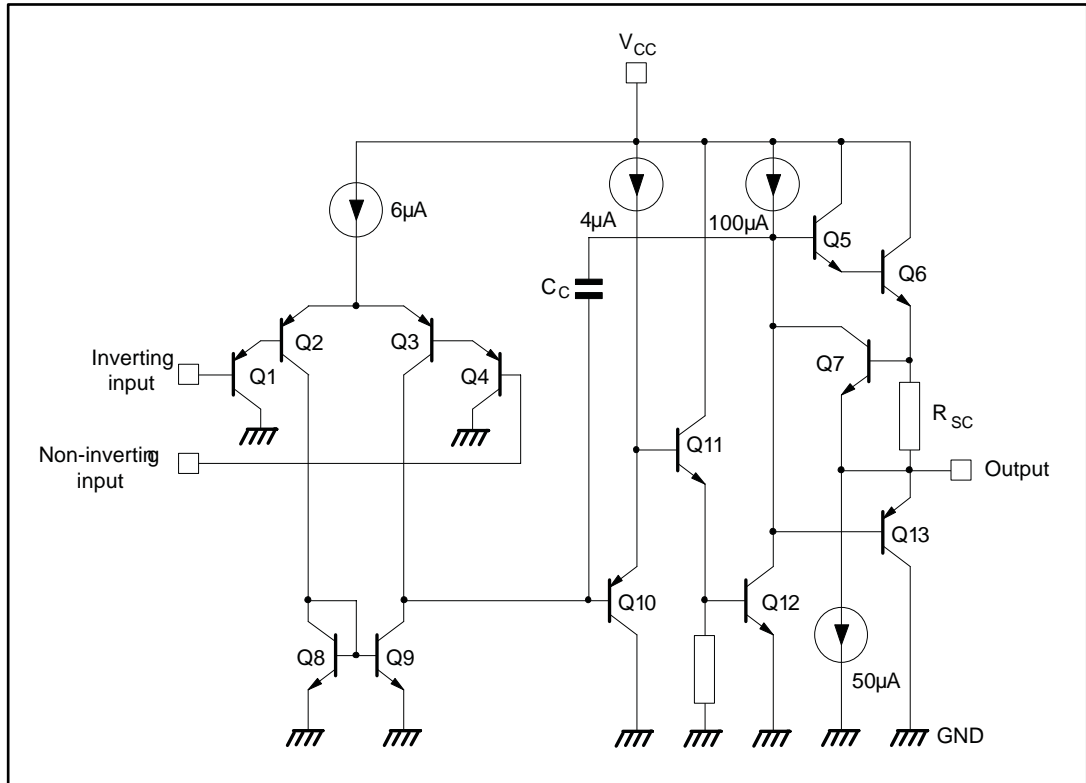 VCC
6µA
4µA
100µA
Q5
Q6
CC
Q2
Q3
Inverting
input
Q1
Q4
Q7
RSC
Non-inverting
input
Q11
Output
Q13
Q10
Q12
Q8
Q9
50µA
GND